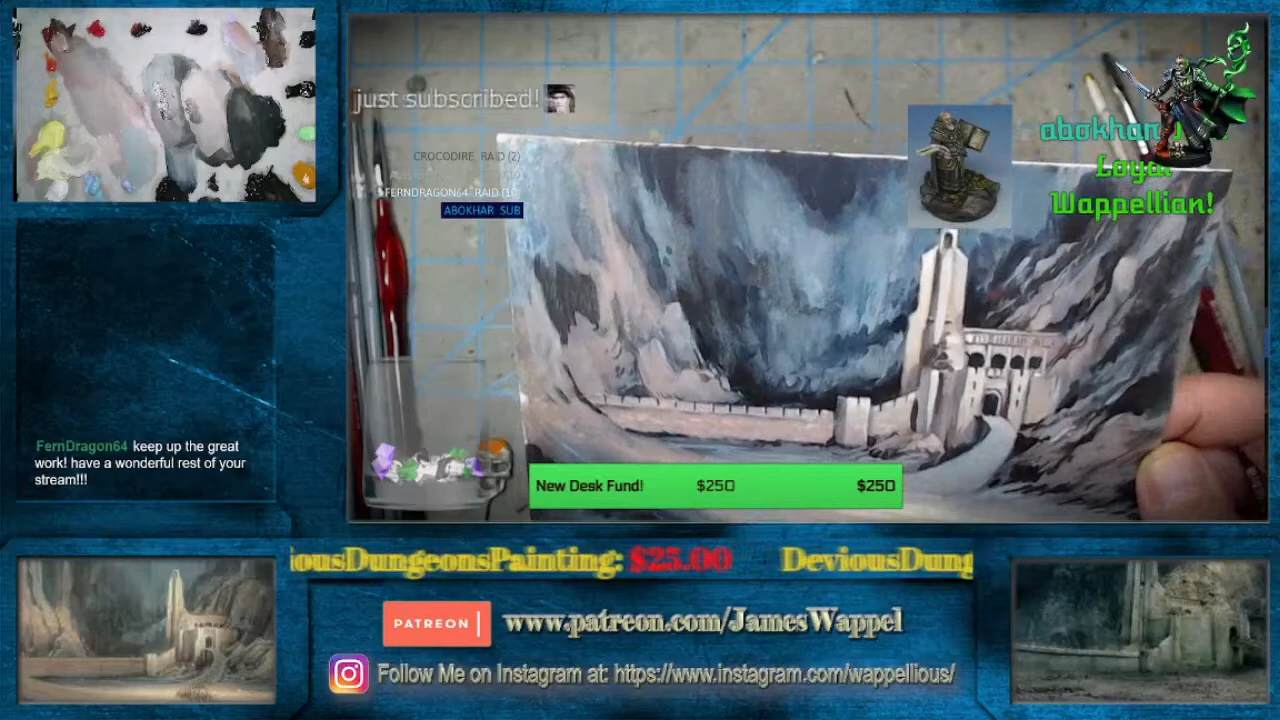 just subscribed!
CROCODIRE RAID (2)
FERNDRAGON64 RAID (10)
ABOKHAR SUB
abokhar
Loyal
Wappellian!
FernDragon64 keep up the great
work! have a wonderful rest of your
stream!!!
New Desk Fund! $250 $250
iousDungeonsPainting: $25.00 DeviousDung
PATREON www.patreon.com/JamesWappel
Follow Me on Instagram at: https://www.instagram.com/wappellious/